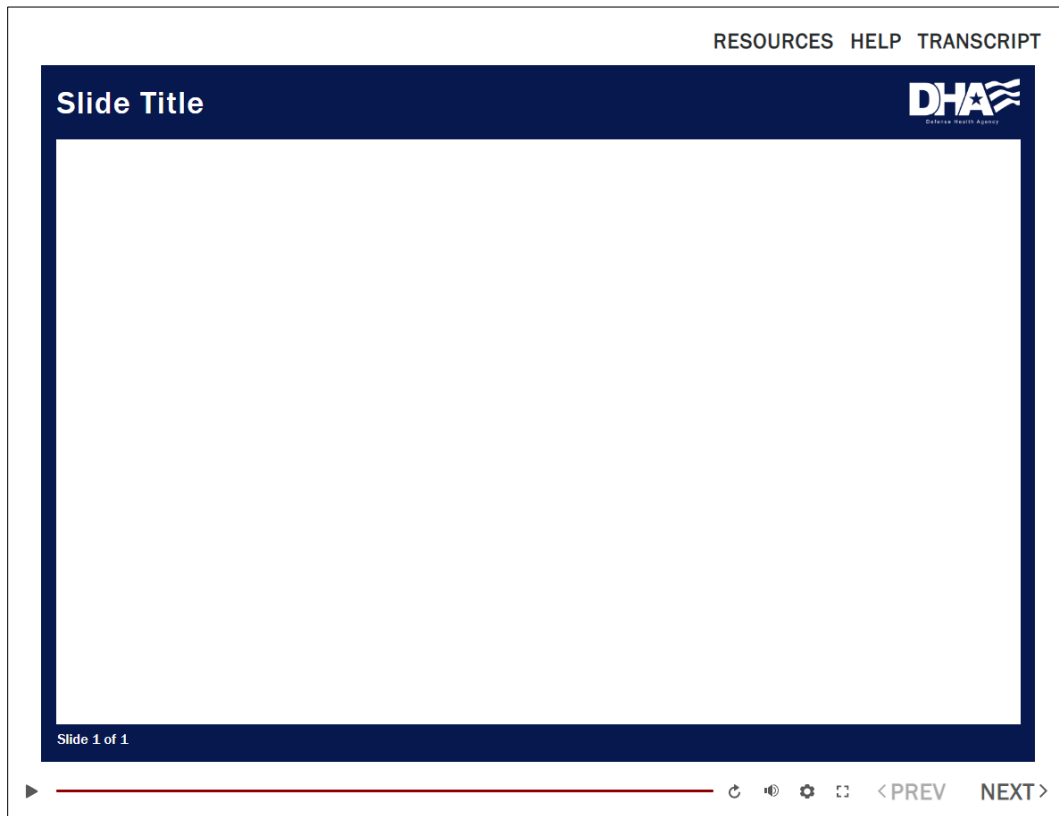 RESOURCES HELP TRANSCRIPT
Slide Title
DHA
Defense Health Agency
Slide 1 of 1
<PREV NEXT>